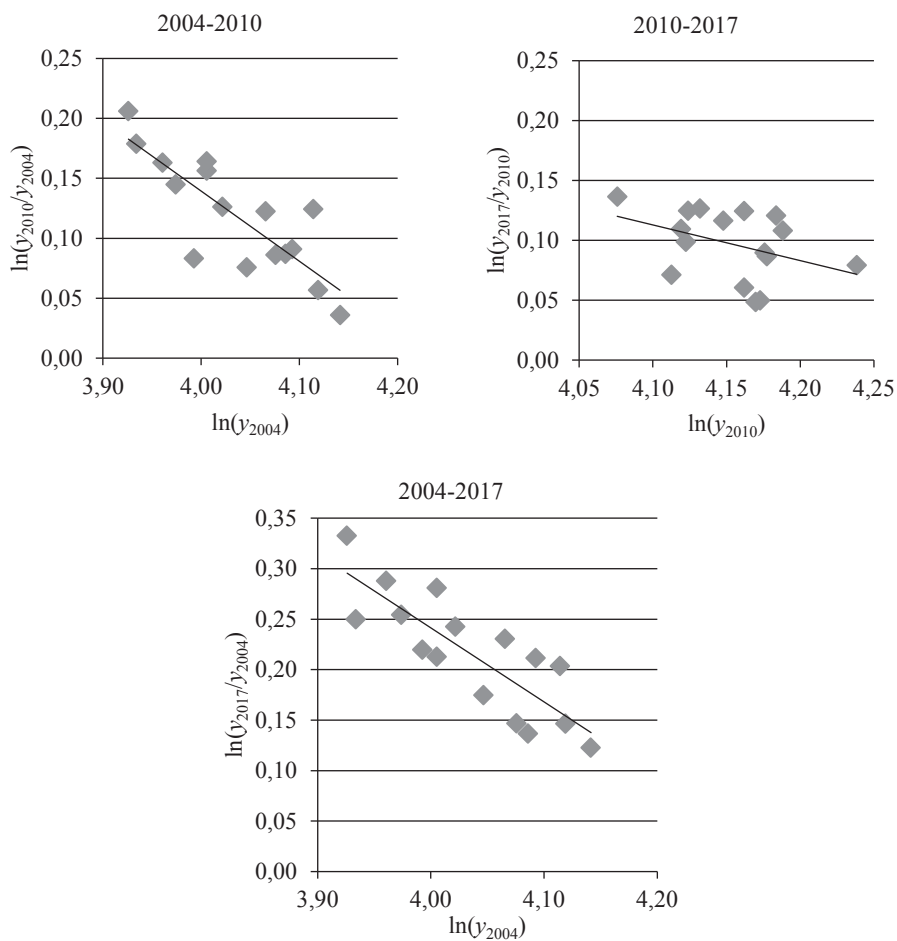 2004-2010
0,25
0,20
0,15
0,10
0,05
0,00
ln(y₂₀₁₀/y₂₀₀₄)
3,90 4,00 4,10 4,20
ln(y₂₀₀₄)
2010-2017
0,25
0,20
0,15
0,10
0,05
0,00
ln(y₂₀₁₇/y₂₀₁₀)
4,05 4,10 4,15 4,20 4,25
ln(y₂₀₁₀)
2004-2017
0,35
0,30
0,25
0,20
0,15
0,10
0,05
0,00
ln(y₂₀₁₇/y₂₀₀₄)
3,90 4,00 4,10 4,20
ln(y₂₀₀₄)